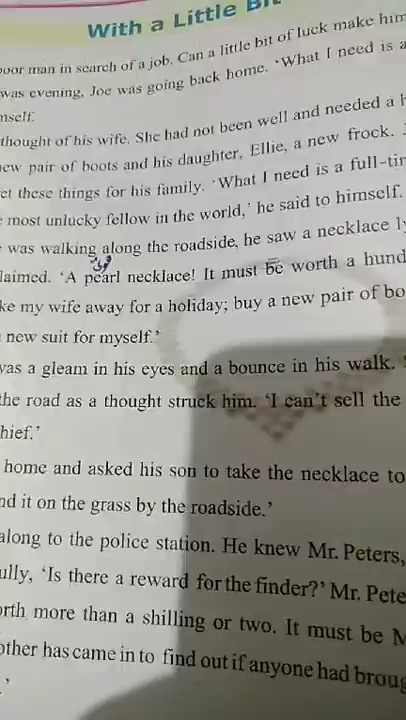 With a Little Bit
poor man in search of a job. Can a little bit of luck make him
was evening, Joe was going back home. 'What I need is a
mself.
thought of his wife. She had not been well and needed a h
new pair of boots and his daughter, Ellie, a new frock.
et these things for his family. 'What I need is a full-tim
most unlucky fellow in the world,' he said to himself.
was walking along the roadside, he saw a necklace ly
laimed. 'A pearl necklace! It must be worth a hund
ke my wife away for a holiday; buy a new pair of bo
new suit for myself.'
was a gleam in his eyes and a bounce in his walk.
the road as a thought struck him. 'I can't sell the
hief.'
home and asked his son to take the necklace to
nd it on the grass by the roadside.'
along to the police station. He knew Mr. Peters,
ully, 'Is there a reward for the finder?' Mr. Pete
orth more than a shilling or two. It must be M
other has came in to find out if anyone had broug
.'